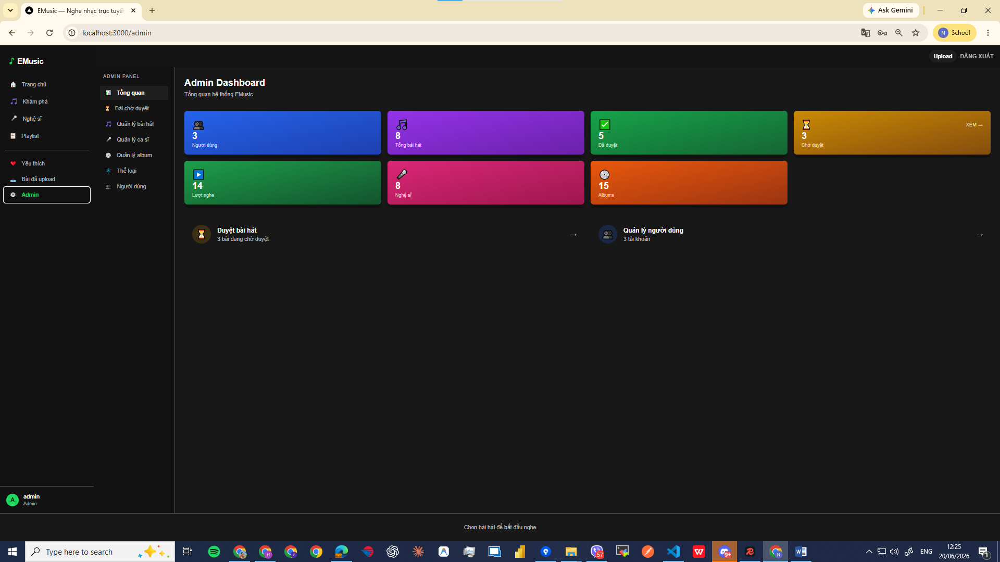 EMusic — Nghe nhạc trực tuyế
Ask Gemini
localhost:3000/admin
N
School
EMusic
Upload
ĐĂNG XUẤT
Trang chủ
Khám phá
Nghệ sĩ
Playlist
Yêu thích
Bài đã upload
Admin
ADMIN PANEL
Tổng quan
Bài chờ duyệt
Quản lý bài hát
Quản lý ca sĩ
Quản lý album
Thể loại
Người dùng
Admin Dashboard
Tổng quan hệ thống EMusic
3
Người dùng
8
Tổng bài hát
5
Đã duyệt
XEM →
3
Chờ duyệt
14
Lượt nghe
8
Nghệ sĩ
15
Albums
Duyệt bài hát
3 bài đang chờ duyệt
→
Quản lý người dùng
3 tài khoản
→
A
admin
Admin
Chọn bài hát để bắt đầu nghe
Type here to search
H
V
57
W
9+
N
W
ENG
12:25
20/06/2026
1